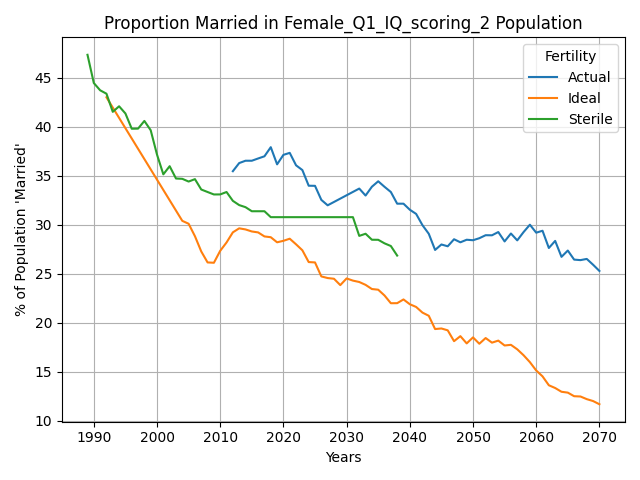 Proportion Married in Female_Q1_IQ_scoring_2 Population
Fertility
Actual
Ideal
Sterile
% of Population 'Married'
45
40
35
30
25
20
15
10
1990 2000 2010 2020 2030 2040 2050 2060 2070
Years